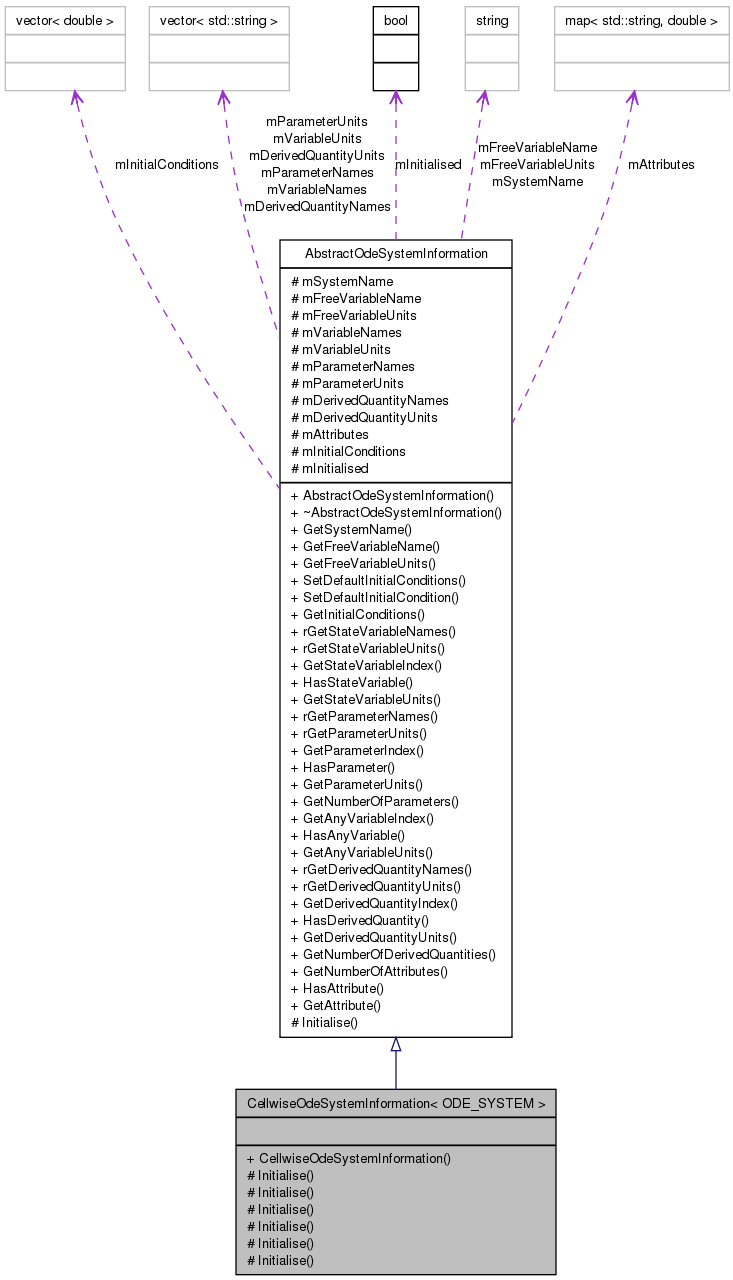 vector< double >
vector< std::string >
bool
string
map< std::string, double >
mInitialConditions
mParameterUnits
mVariableUnits
mDerivedQuantityUnits
mParameterNames
mVariableNames
mDerivedQuantityNames
mInitialised
mFreeVariableName
mFreeVariableUnits
mSystemName
mAttributes
AbstractOdeSystemInformation
# mSystemName
# mFreeVariableName
# mFreeVariableUnits
# mVariableNames
# mVariableUnits
# mParameterNames
# mParameterUnits
# mDerivedQuantityNames
# mDerivedQuantityUnits
# mAttributes
# mInitialConditions
# mInitialised
+ AbstractOdeSystemInformation()
+ ~AbstractOdeSystemInformation()
+ GetSystemName()
+ GetFreeVariableName()
+ GetFreeVariableUnits()
+ SetDefaultInitialConditions()
+ SetDefaultInitialCondition()
+ GetInitialConditions()
+ rGetStateVariableNames()
+ rGetStateVariableUnits()
+ GetStateVariableIndex()
+ HasStateVariable()
+ GetStateVariableUnits()
+ rGetParameterNames()
+ rGetParameterUnits()
+ GetParameterIndex()
+ HasParameter()
+ GetParameterUnits()
+ GetNumberOfParameters()
+ GetAnyVariableIndex()
+ HasAnyVariable()
+ GetAnyVariableUnits()
+ rGetDerivedQuantityNames()
+ rGetDerivedQuantityUnits()
+ GetDerivedQuantityIndex()
+ HasDerivedQuantity()
+ GetDerivedQuantityUnits()
+ GetNumberOfDerivedQuantities()
+ GetNumberOfAttributes()
+ HasAttribute()
+ GetAttribute()
# Initialise()
CellwiseOdeSystemInformation< ODE_SYSTEM >
+ CellwiseOdeSystemInformation()
# Initialise()
# Initialise()
# Initialise()
# Initialise()
# Initialise()
# Initialise()